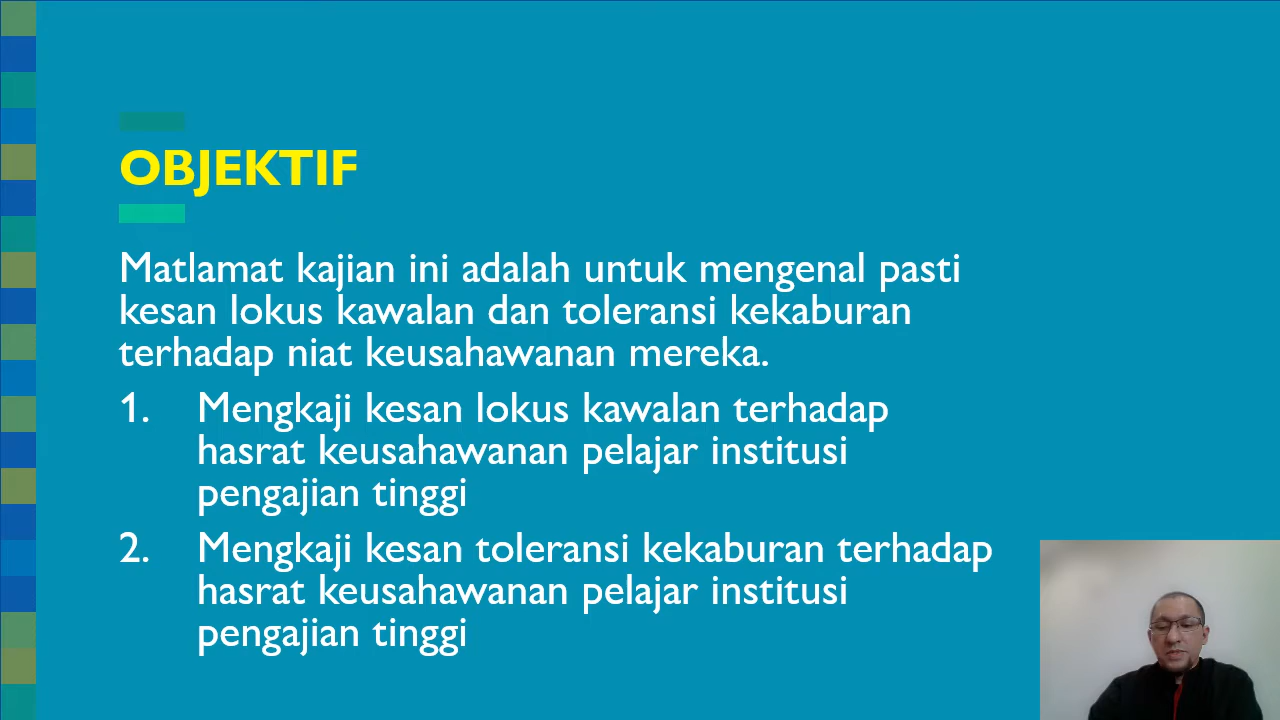 OBJEKTIF
Matlamat kajian ini adalah untuk mengenal pasti
kesan lokus kawalan dan toleransi kekaburan
terhadap niat keusahawanan mereka.
1. Mengkaji kesan lokus kawalan terhadap
hasrat keusahawanan pelajar institusi
pengajian tinggi
2. Mengkaji kesan toleransi kekaburan terhadap
hasrat keusahawanan pelajar institusi
pengajian tinggi